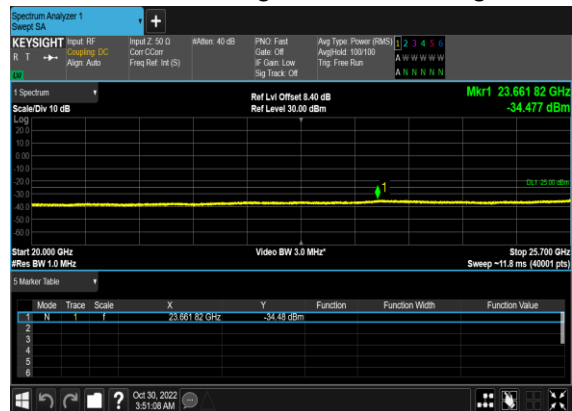 Spectrum Analyzer 1
Swept SA
KEYSIGHT Input: RF Input Z: 50 Ω #Atten: 40 dB PNO: Fast Avg Type: Power (RMS) 1 2 3 4 5 6
R T Coupling: DC Corr CCorr Gate: Off Avg|Hold: 100/100 A W W W W W
Align: Auto Freq Ref: Int (S) IF Gain: Low Trig: Free Run
Sig Track: Off A N N N N N
1 Spectrum Ref Lvl Offset 8.40 dB Mkr1 23.661 82 GHz
Scale/Div 10 dB Ref Level 30.00 dBm -34.477 dBm
Log
20.0
10.0
0.00
-10.0
-20.0
-30.0
-40.0
-50.0
-60.0
1
DL1 -25.00 dBm
Start 20.000 GHz Video BW 3.0 MHz* Stop 25.700 GHz
#Res BW 1.0 MHz Sweep ~11.8 ms (40001 pts)
5 Marker Table
Mode Trace Scale X Y Function Function Width Function Value
1 N 1 f 23.661 82 GHz -34.48 dBm
2
3
4
5
6
? Oct 30, 2022
3:51:08 AM